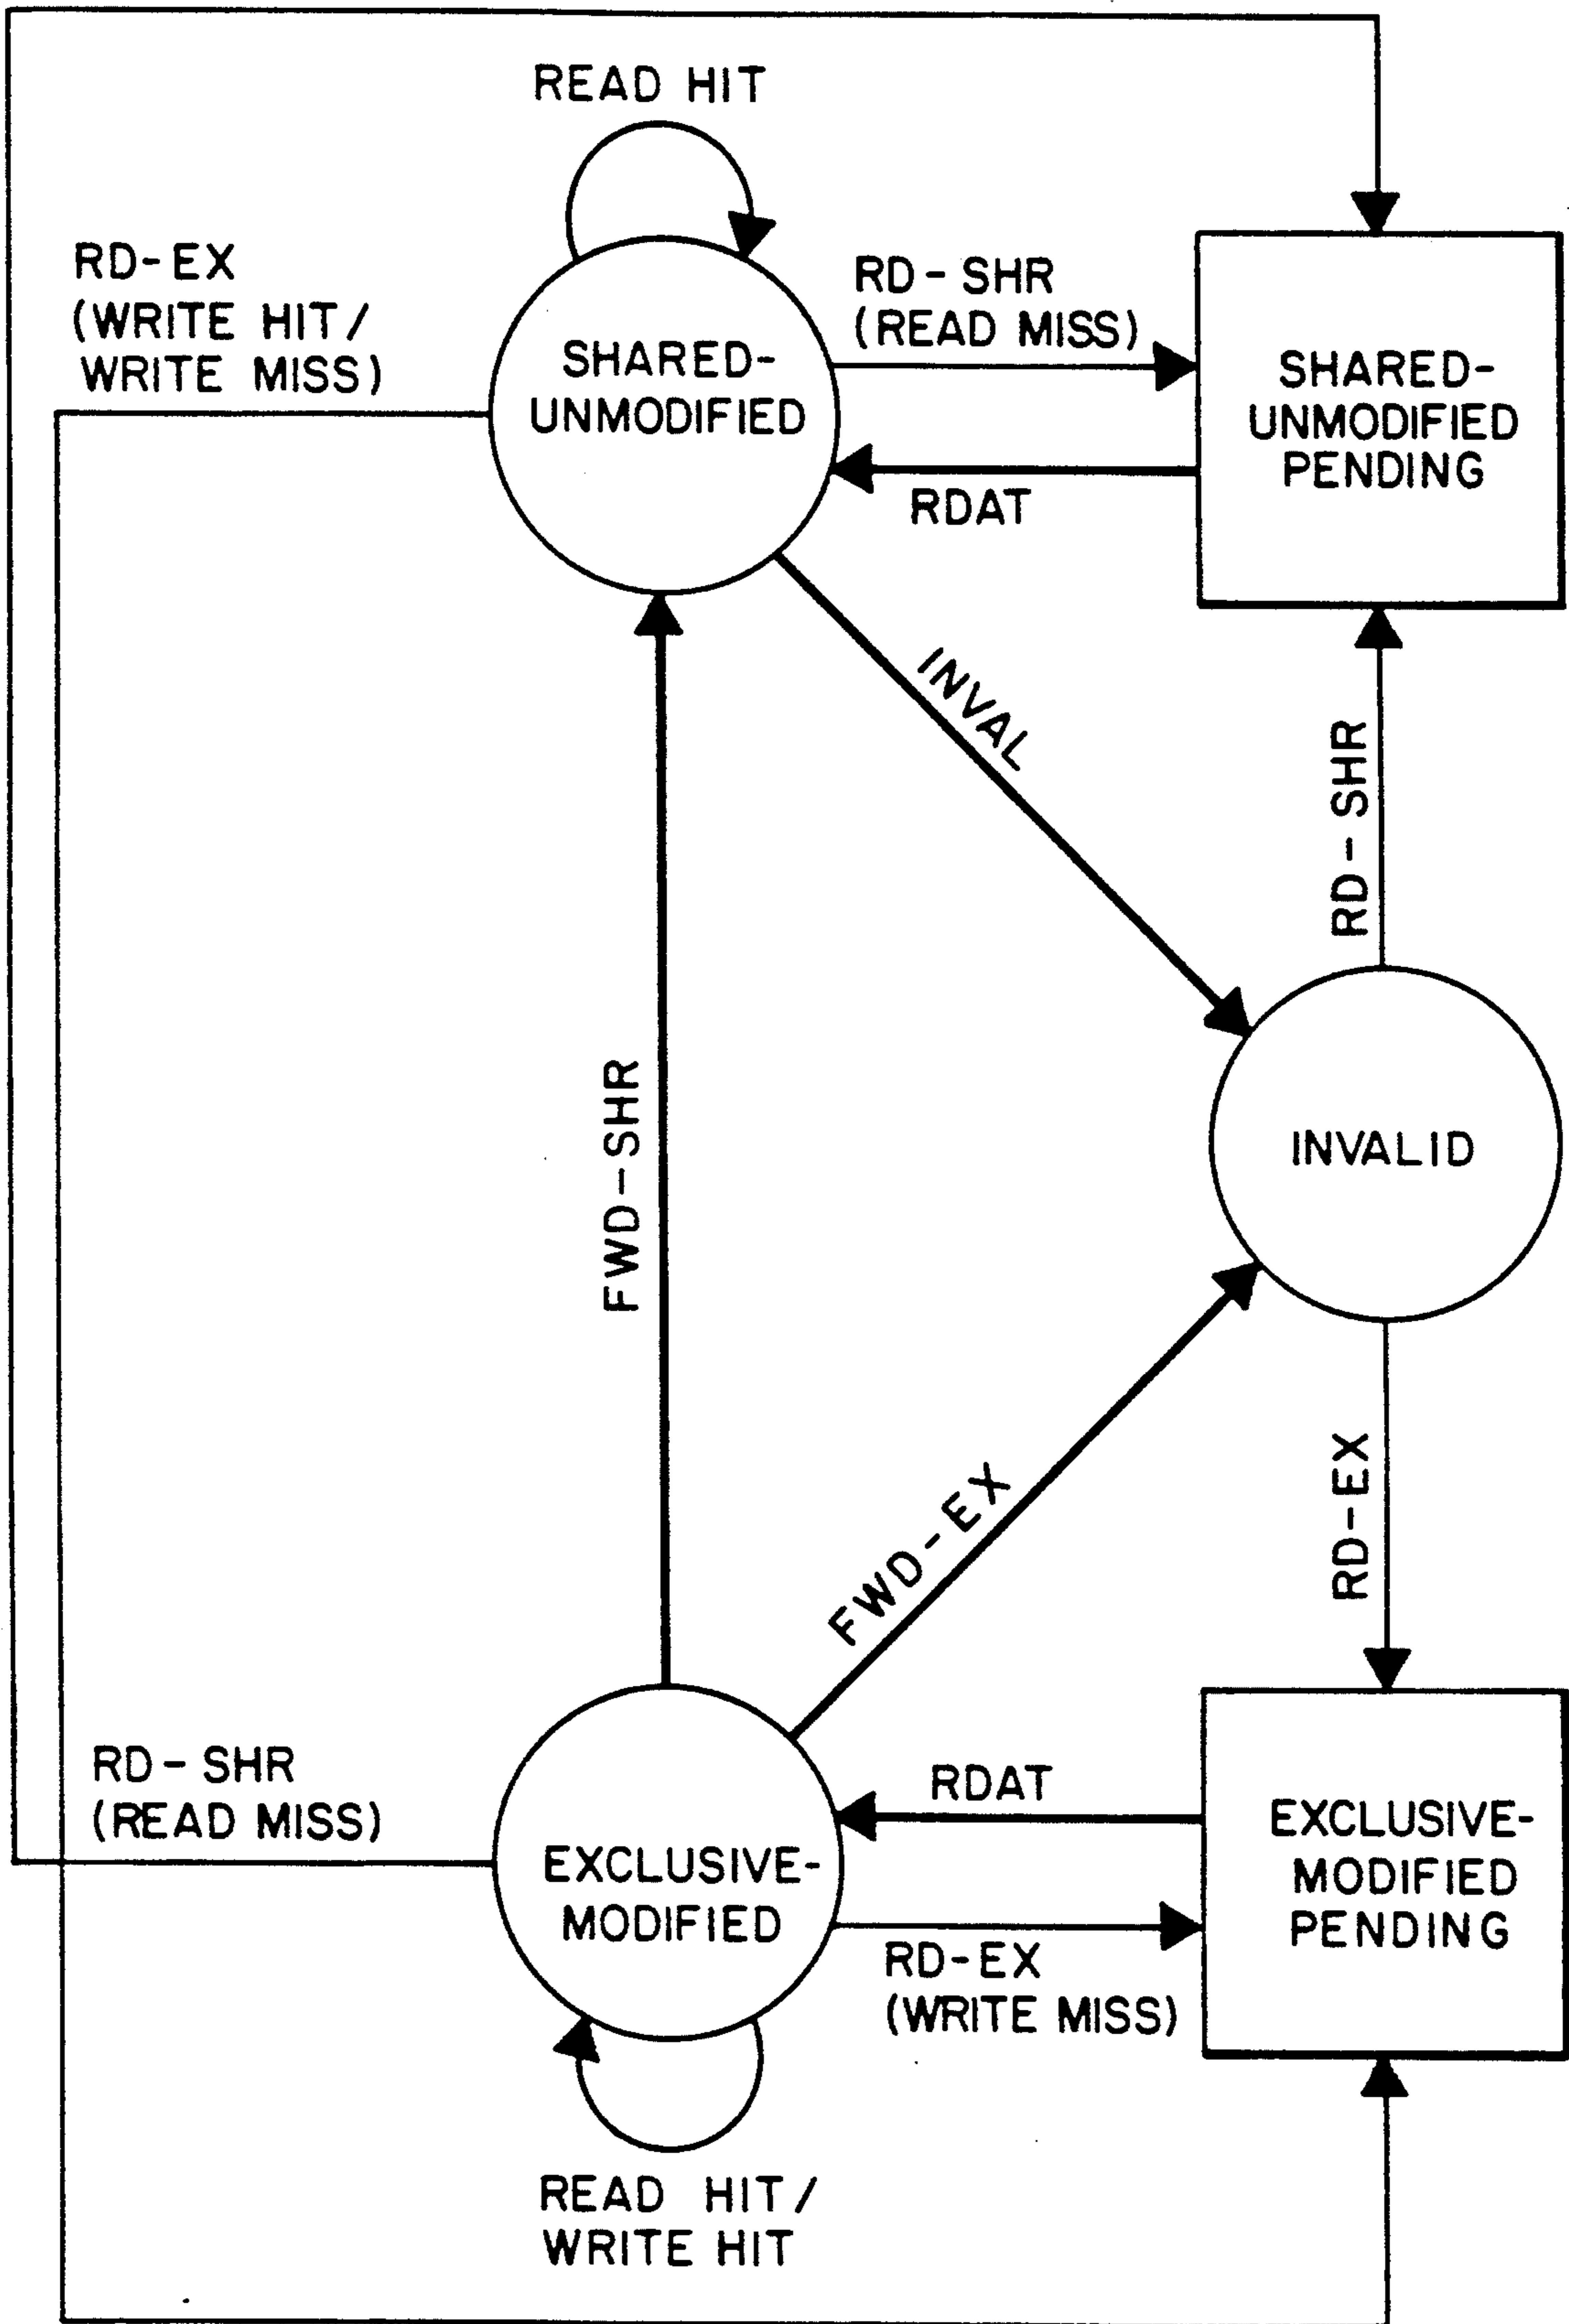 READ HIT
RD-EX
(WRITE HIT/
WRITE MISS)
SHARED-
UNMODIFIED
RD-SHR
(READ MISS)
RDAT
SHARED-
UNMODIFIED
PENDING
INVAL
RD-SHR
FWD-SHR
INVALID
FWD-EX
RD-EX
RD-SHR
(READ MISS)
EXCLUSIVE-
MODIFIED
RDAT
RD-EX
(WRITE MISS)
EXCLUSIVE-
MODIFIED
PENDING
READ HIT/
WRITE HIT